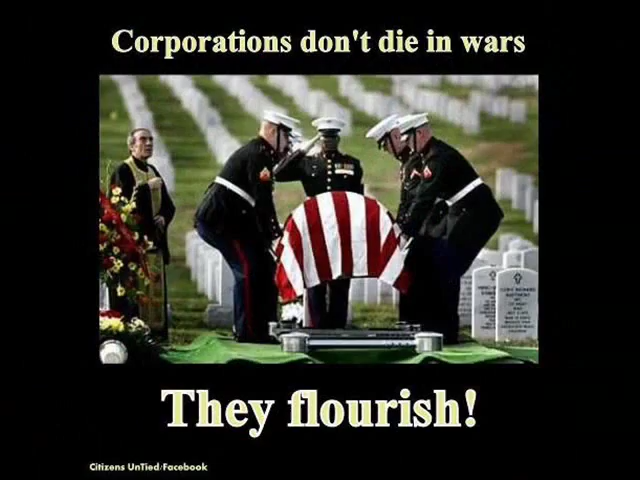 Corporations don't die in wars
They flourish!
Citizens UnTied/Facebook